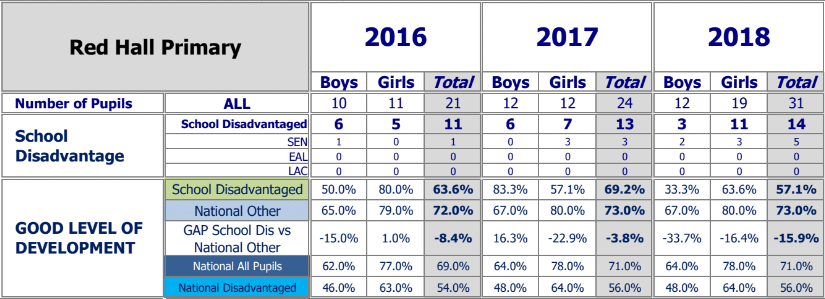 Red Hall Primary 2016 2017 2018
Boys Girls Total Boys Girls Total Boys Girls Total
Number of Pupils ALL 10 11 21 12 12 24 12 19 31
School Disadvantage
School Disadvantaged 6 5 11 6 7 13 3 11 14
SEN 1 0 1 0 3 3 2 3 5
EAL 0 0 0 0 0 0 0 0 0
LAC 0 0 0 0 0 0 0 0 0
GOOD LEVEL OF DEVELOPMENT
School Disadvantaged 50.0% 80.0% 63.6% 83.3% 57.1% 69.2% 33.3% 63.6% 57.1%
National Other 65.0% 79.0% 72.0% 67.0% 80.0% 73.0% 67.0% 80.0% 73.0%
GAP School Dis vs National Other -15.0% 1.0% -8.4% 16.3% -22.9% -3.8% -33.7% -16.4% -15.9%
National All Pupils 62.0% 77.0% 69.0% 64.0% 78.0% 71.0% 64.0% 78.0% 71.0%
National Disadvantaged 46.0% 63.0% 54.0% 48.0% 64.0% 56.0% 48.0% 64.0% 56.0%